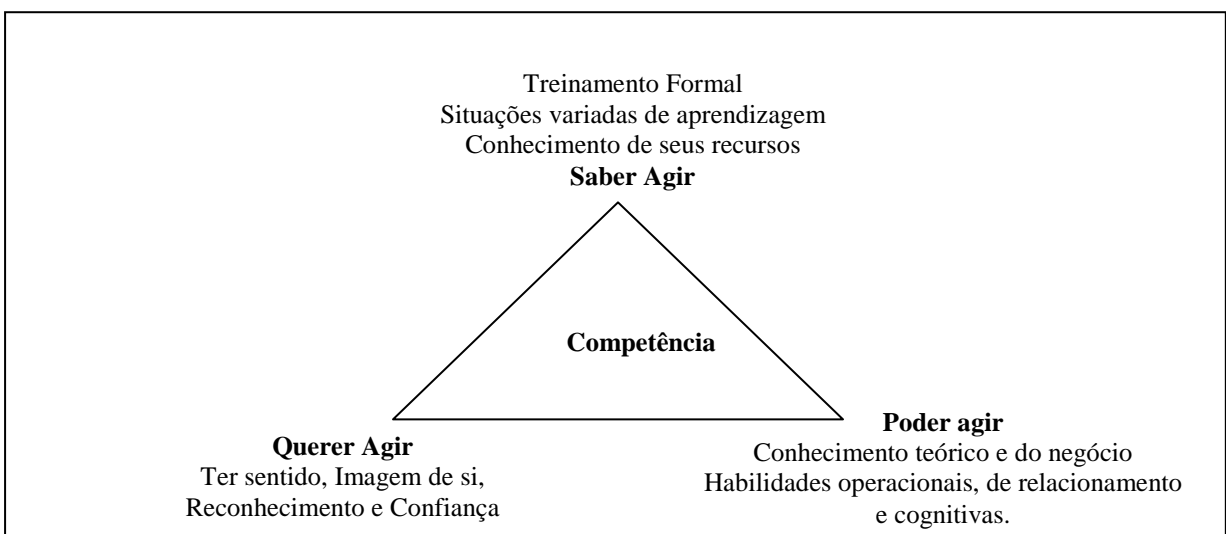 Treinamento Formal
Situações variadas de aprendizagem
Conhecimento de seus recursos
Saber Agir
Competência
Querer Agir
Ter sentido, Imagem de si,
Reconhecimento e Confiança
Poder agir
Conhecimento teórico e do negócio
Habilidades operacionais, de relacionamento
e cognitivas.